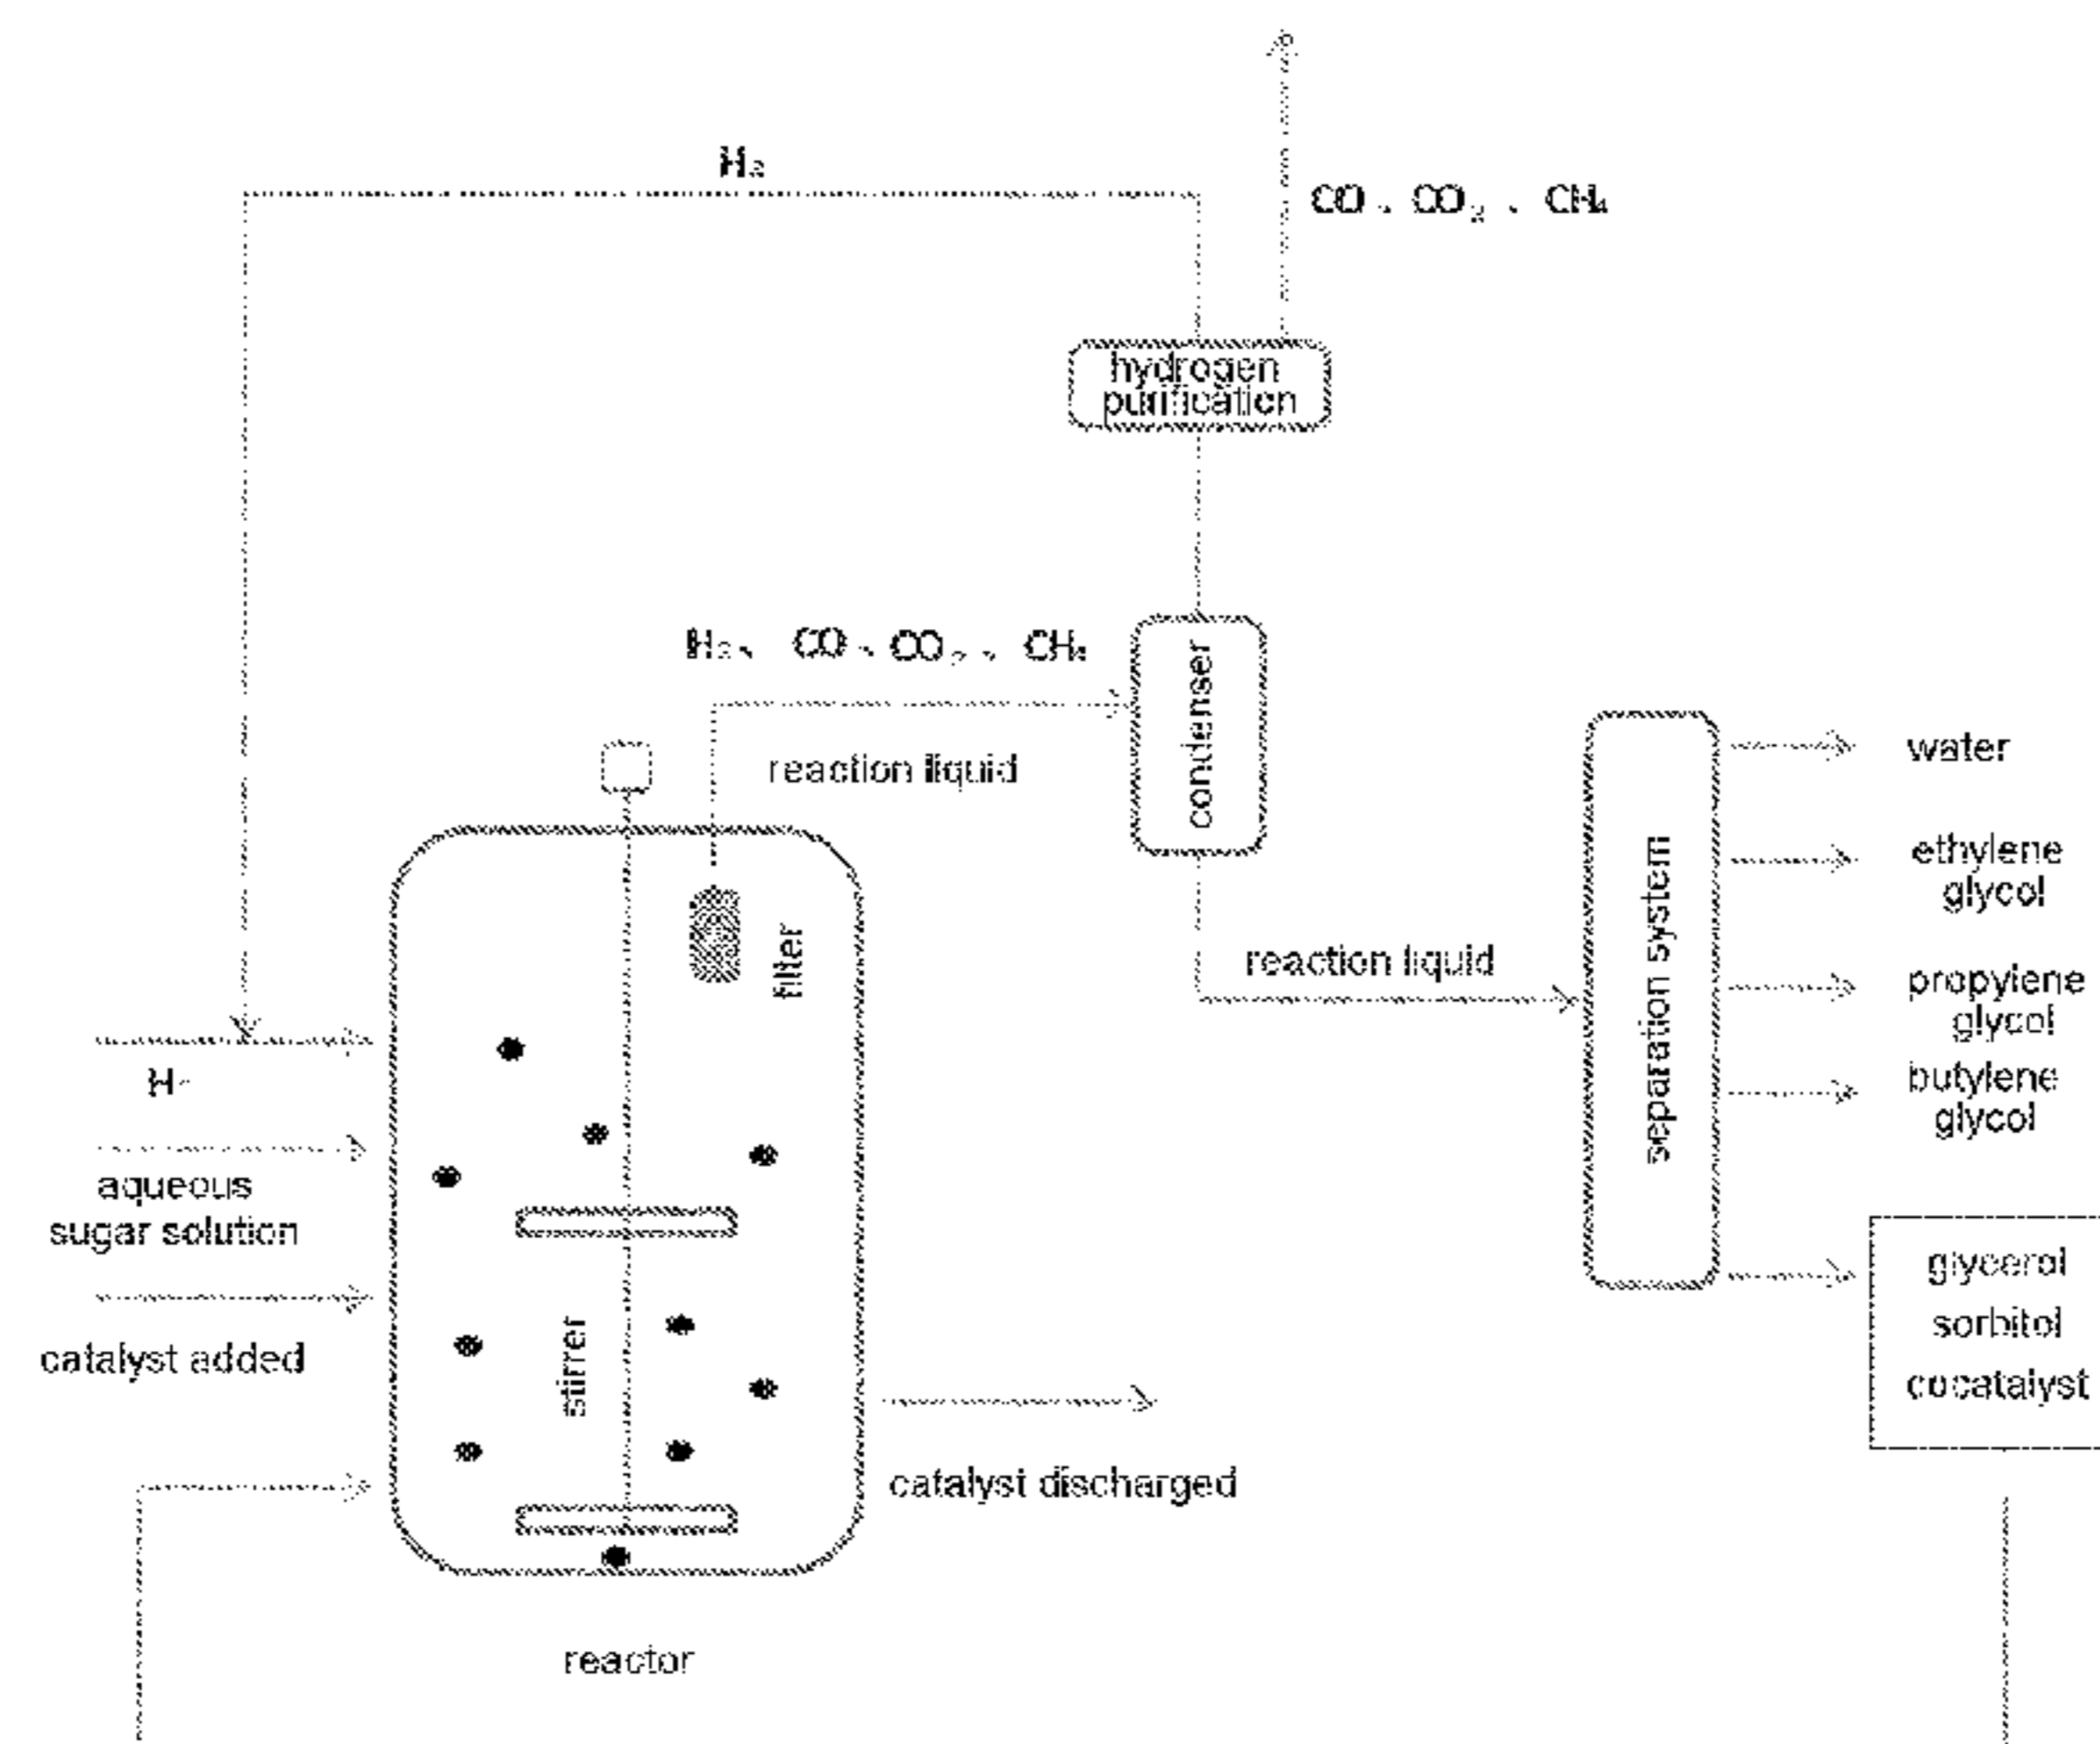 H₂
CO、CO₂、CH₄
hydrogen
purification
H₂、CO、CO₂、CH₄
condenser
reaction liquid
water
ethylene
glycol
filter
reaction liquid
separation system
propylene
glycol
H₂
butylene
glycol
aqueous
sugar solution
glycerol
sorbitol
cocatalyst
stirrer
catalyst added
catalyst discharged
reactor